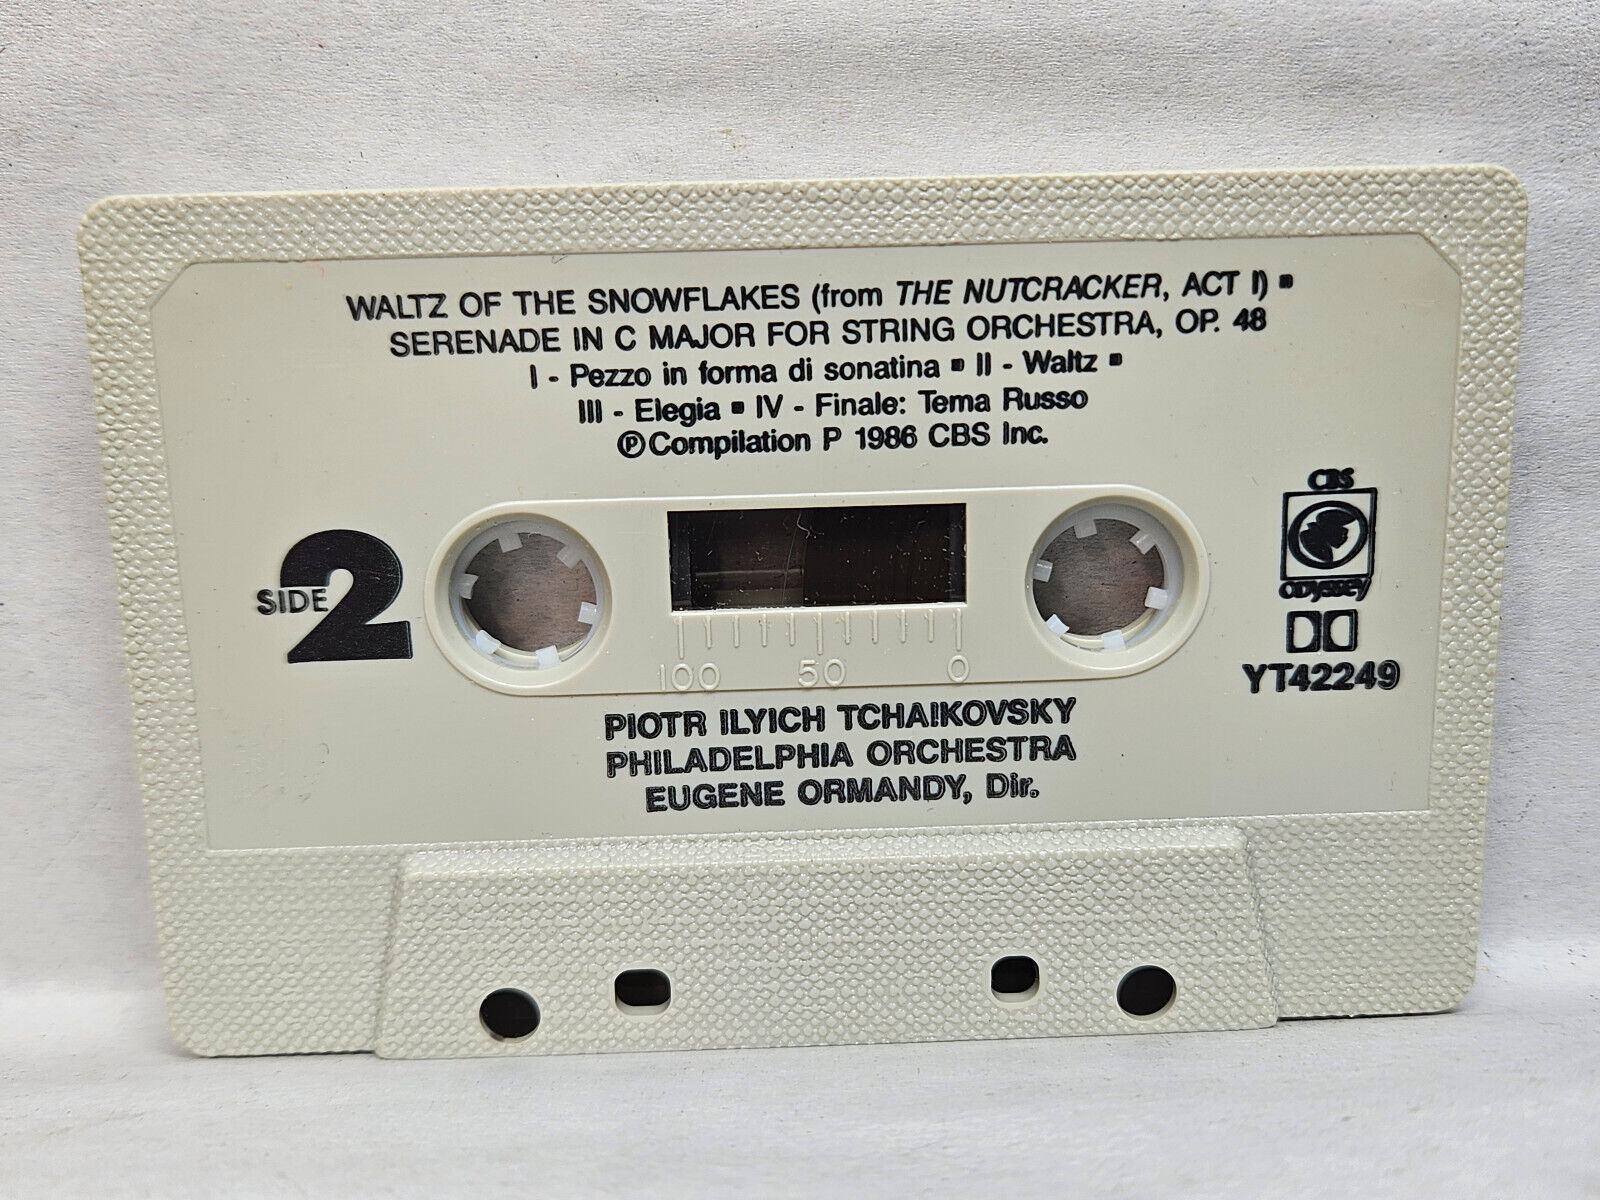 WALTZ OF THE SNOWFLAKES (from THE NUTCRACKER, ACT I) ▪
SERENADE IN C MAJOR FOR STRING ORCHESTRA, OP. 48
I - Pezzo in forma di sonatina ▪ II - Waltz ▪
III - Elegia ▪ IV - Finale: Tema Russo
℗ Compilation P 1986 CBS Inc.
SIDE 2
CBS
Odyssey
YT42249
100 50 0
PIOTR ILYICH TCHAIKOVSKY
PHILADELPHIA ORCHESTRA
EUGENE ORMANDY, Dir.